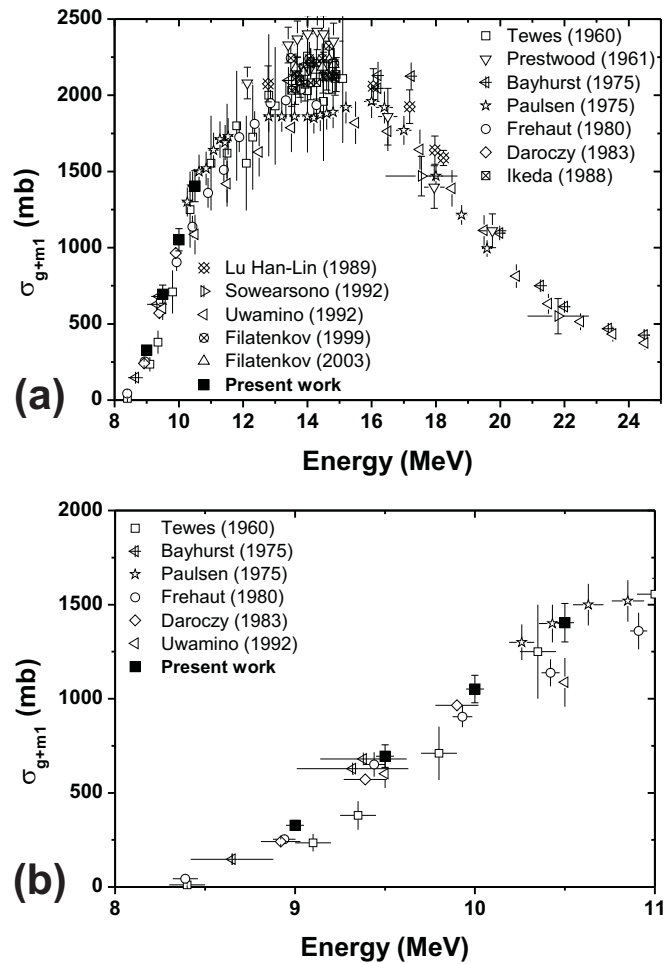 2500
2000
1500
1000
500
0
σg+m1 (mb)
Tewes (1960)
Prestwood (1961)
Bayhurst (1975)
Paulsen (1975)
Frehaut (1980)
Daroczy (1983)
Ikeda (1988)
Lu Han-Lin (1989)
Sowearsono (1992)
Uwamino (1992)
Filatenkov (1999)
Filatenkov (2003)
Present work
(a)
8 10 12 14 16 18 20 22 24
Energy (MeV)
2000
1500
1000
500
0
σg+m1 (mb)
Tewes (1960)
Bayhurst (1975)
Paulsen (1975)
Frehaut (1980)
Daroczy (1983)
Uwamino (1992)
Present work
(b)
8 9 10 11
Energy (MeV)